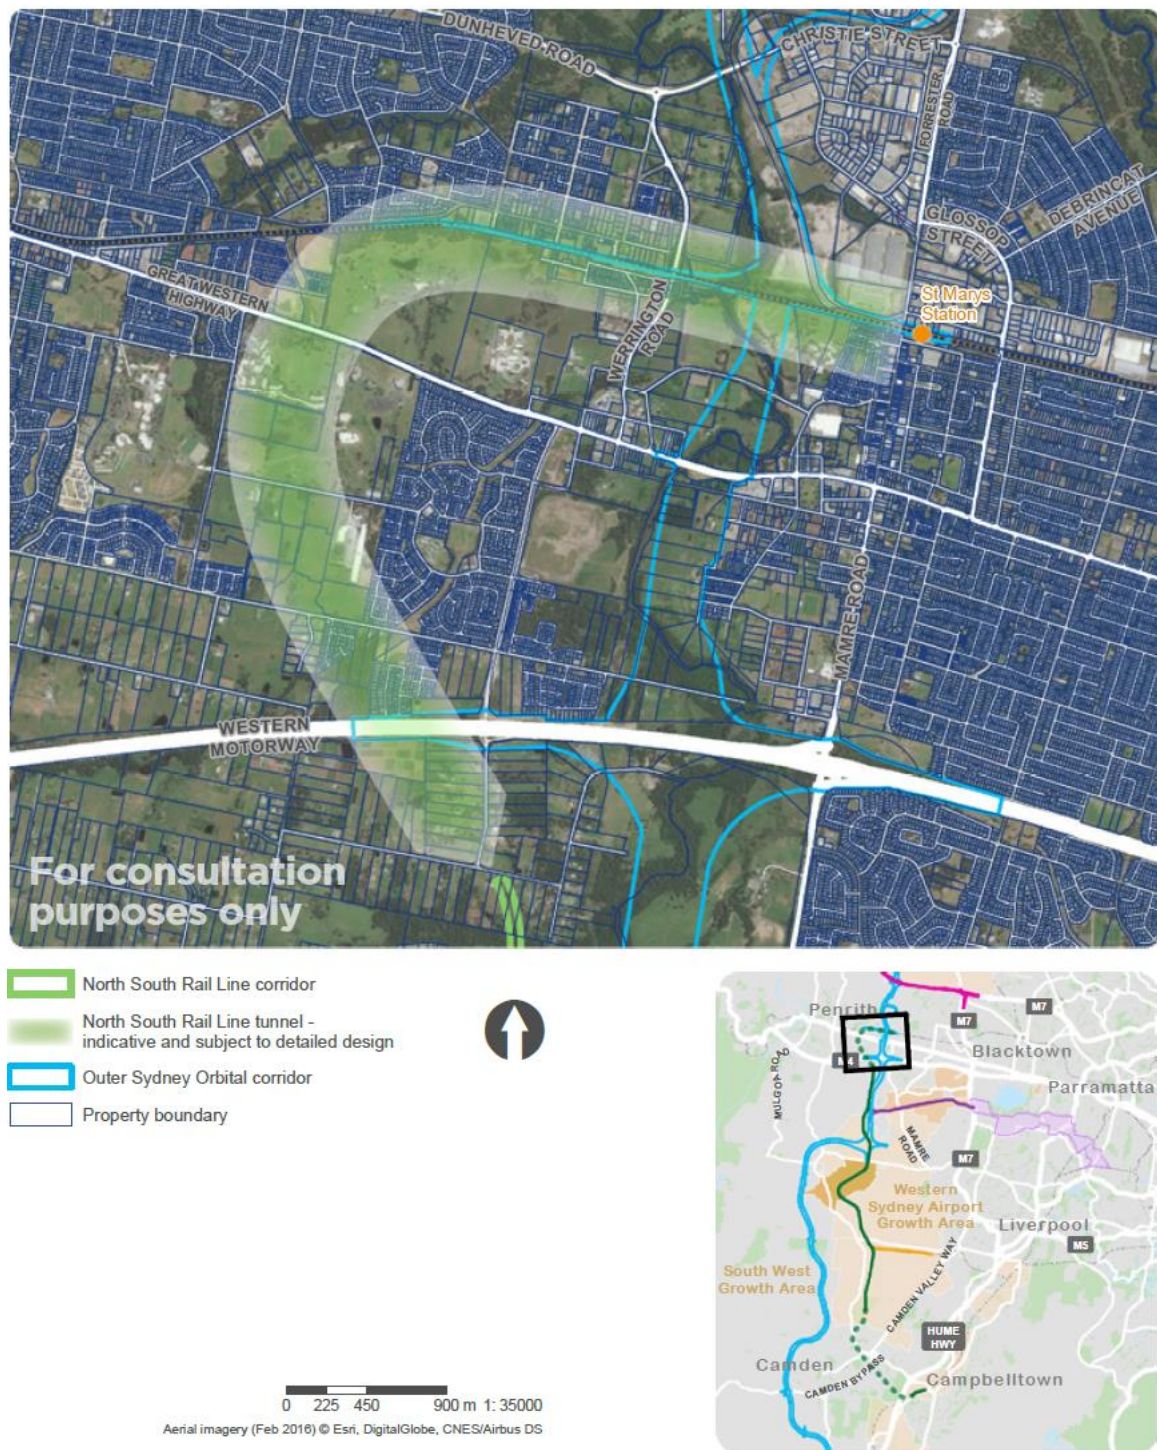 DUNHEVED ROAD
CHRISTIE STREET
FORRESTER
ROAD
DEBRINCAT
AVENUE
GLOSSOP
STREET
GREAT WESTERN
HIGHWAY
St Marys
Station
WERRINGTON
ROAD
MAMRE ROAD
WESTERN
MOTORWAY
For consultation
purposes only
North South Rail Line corridor
North South Rail Line tunnel -
indicative and subject to detailed design
Outer Sydney Orbital corridor
Property boundary
0 225 450 900 m 1: 35000
Aerial imagery (Feb 2016) © Esri, DigitalGlobe, CNES/Airbus DS
Penrith
M7
M7
Blacktown
M4
Parramatta
MULGOA ROAD
MAMRE
ROAD
M7
Western
Sydney Airport
Growth Area
Liverpool
M5
South West
Growth Area
CAMDEN VALLEY WAY
HUME
HWY
Camden
CAMDEN BYPASS
Campbelltown